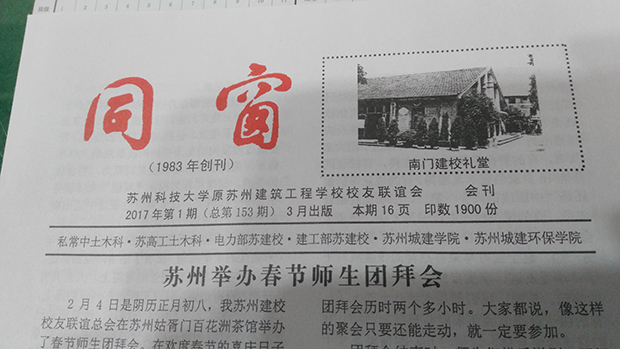 同窗
(1983年创刊)
南门建校礼堂
苏州科技大学原苏州建筑工程学校校友联谊会 会刊
2017年第1期(总第153期) 3月出版 本期16页 印数1900份
私常中土木科·苏高工土木科·电力部苏建校·建工部苏建校·苏州城建学院·苏州城建环保学院
苏州举办春节师生团拜会
2月4日是阴历正月初八，我苏州建校
校友联谊总会在苏州姑胥门百花洲茶馆举办
了春节师生团拜会。在欢度春节的喜庆日子
团拜会历时两个多小时。大家都说，像这样
的聚会只要还能走动，就一定要参加。